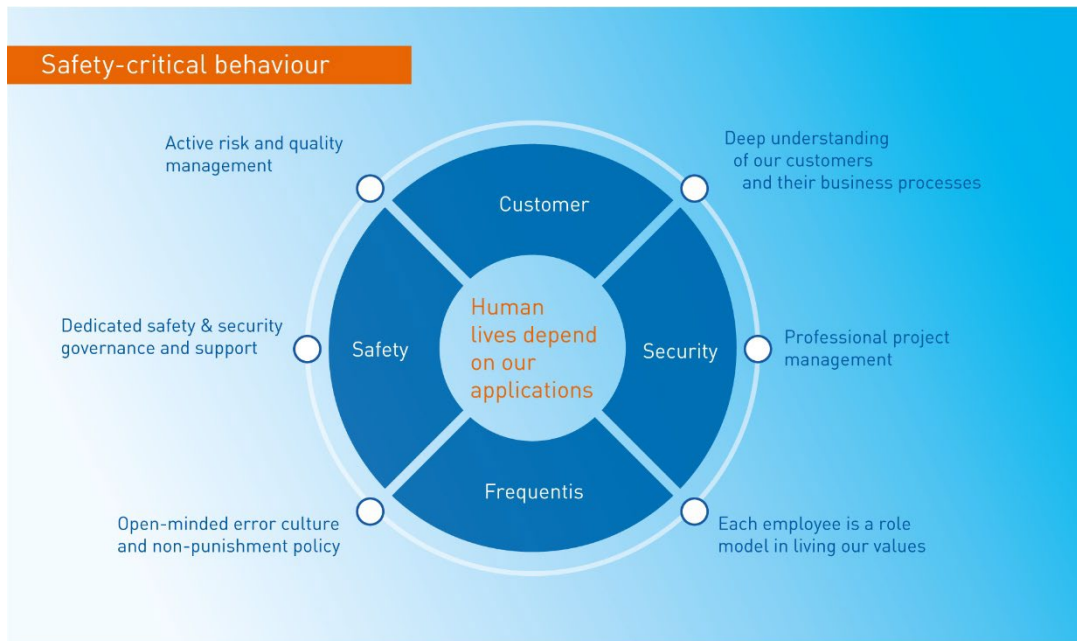 Safety-critical behaviour
Active risk and quality
management
Deep understanding
of our customers
and their business processes
Customer
Human
lives depend
on our
applications
Dedicated safety & security
governance and support
Safety
Security
Professional project
management
Frequentis
Open-minded error culture
and non-punishment policy
Each employee is a role
model in living our values